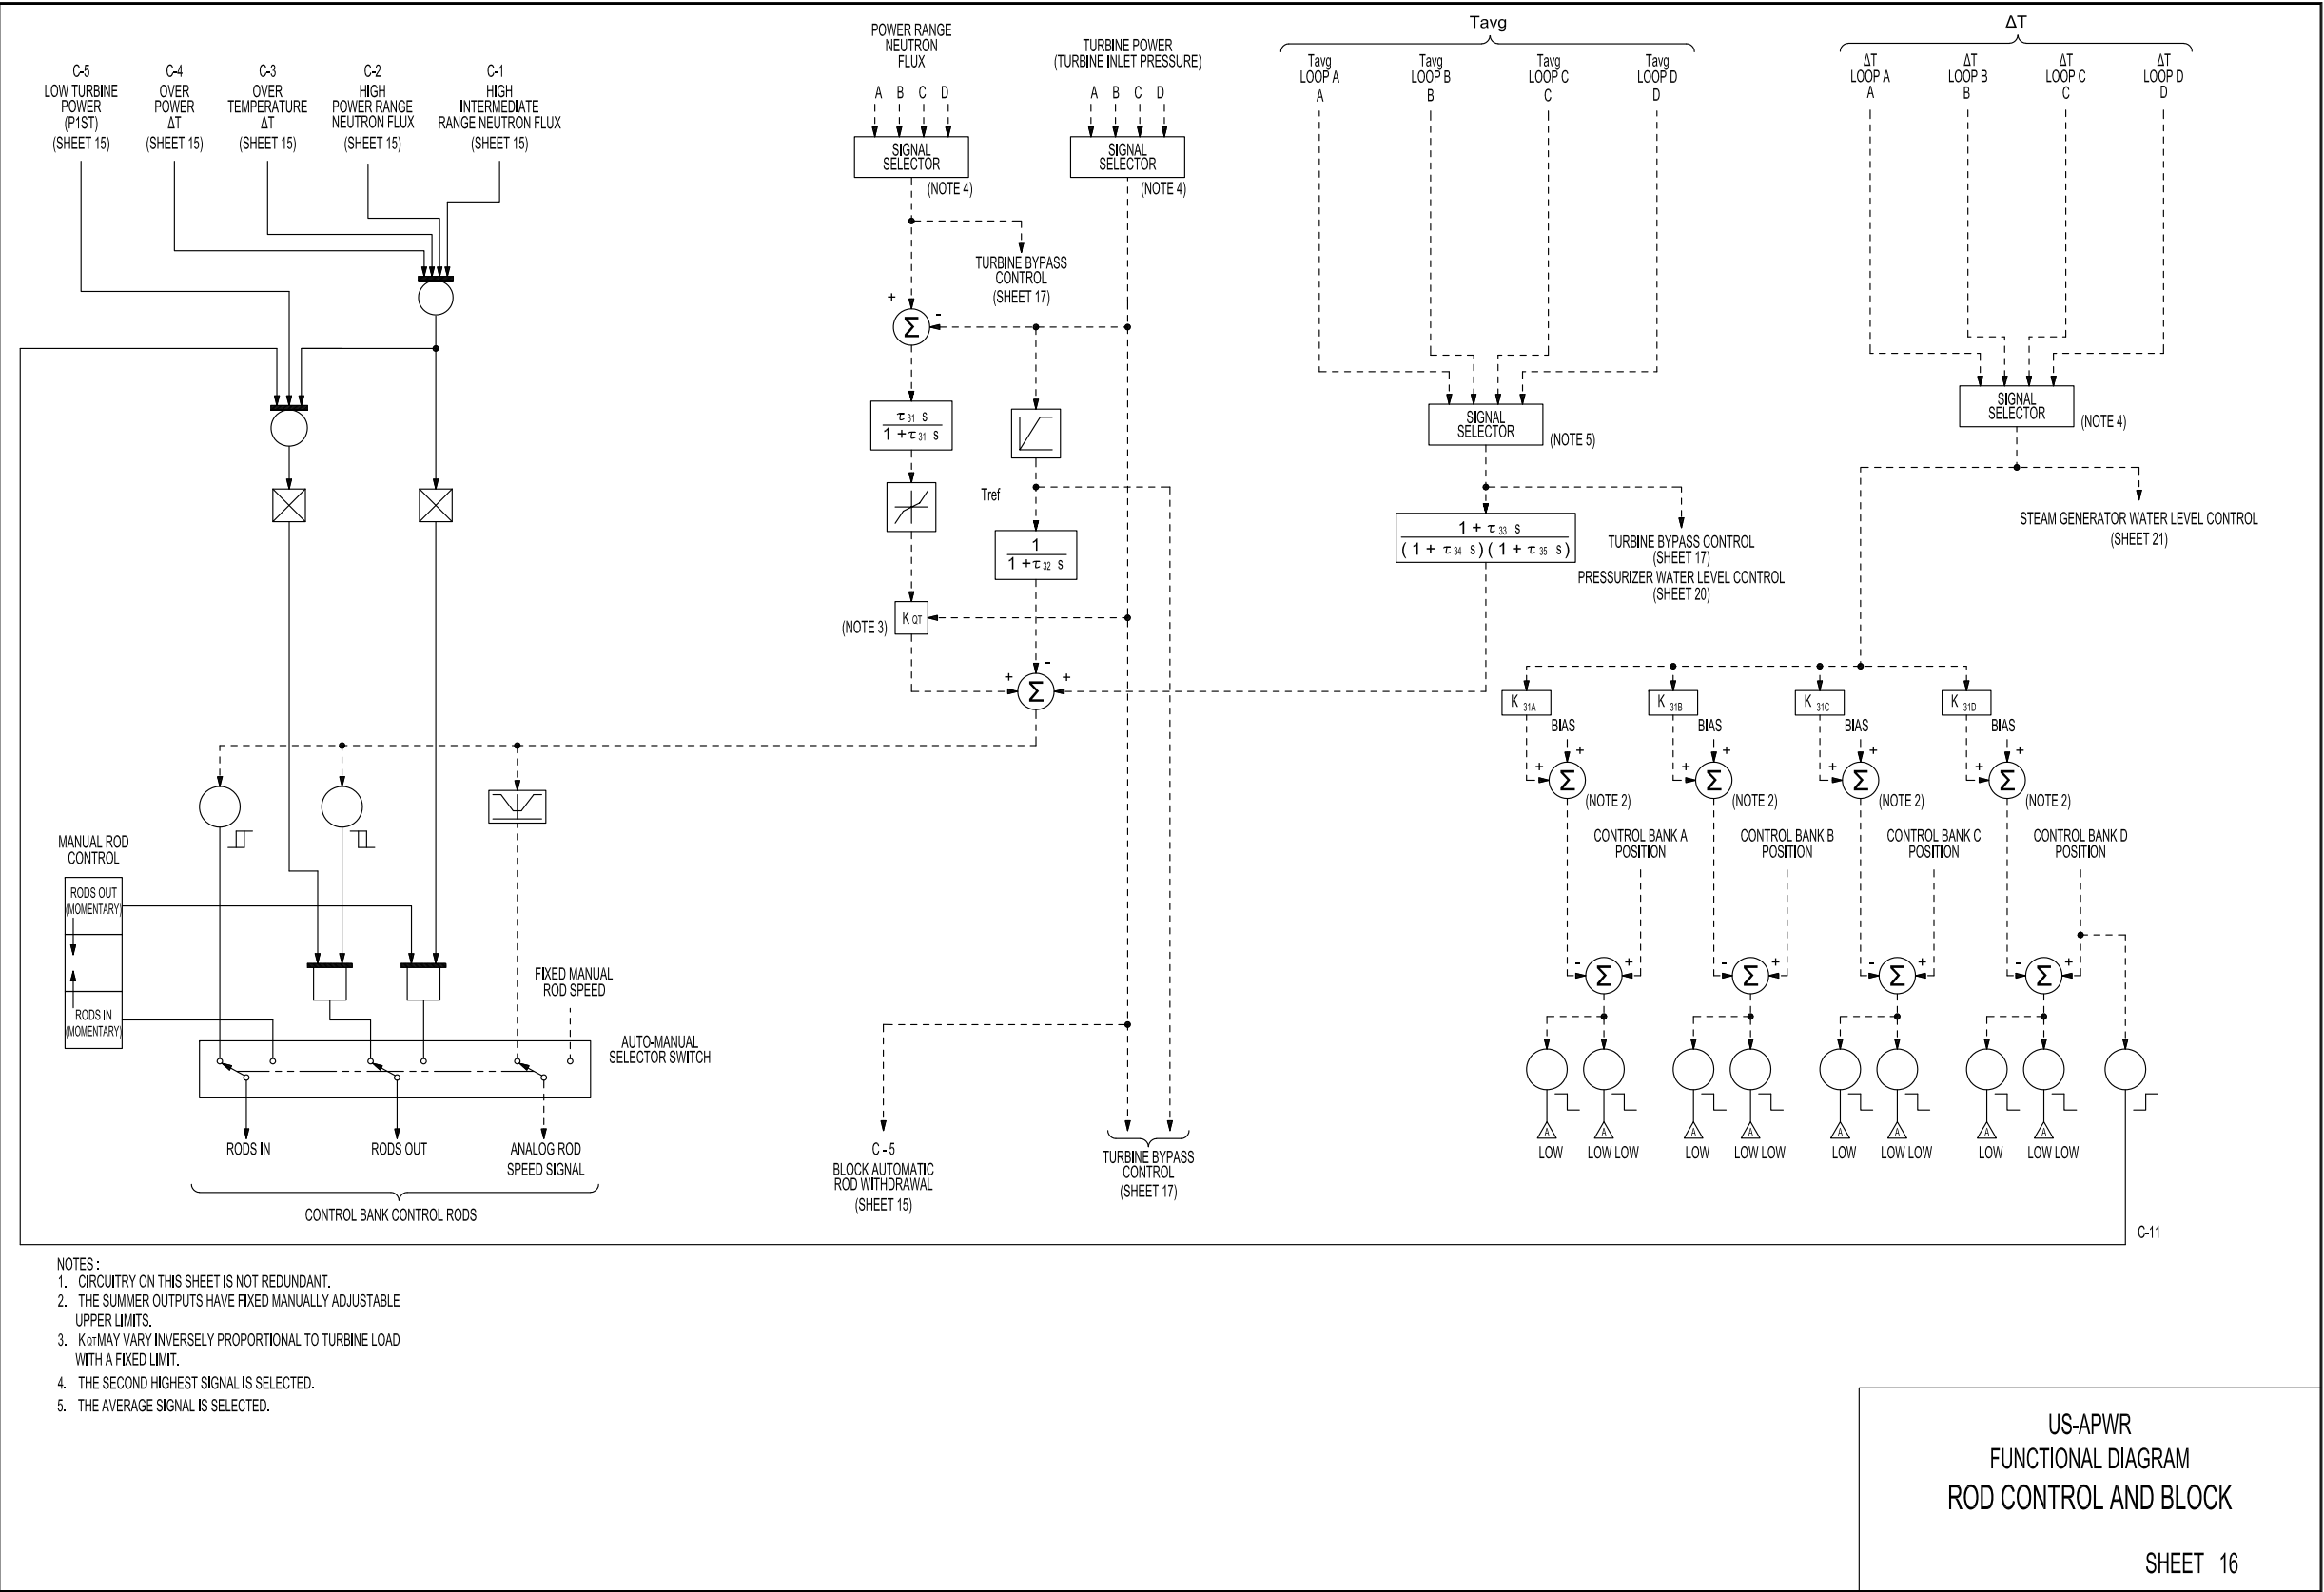 C-5
LOW TURBINE
POWER
(P1ST)
(SHEET 15)
C-4
OVER
POWER
ΔT
(SHEET 15)
C-3
OVER
TEMPERATURE
ΔT
(SHEET 15)
C-2
HIGH
POWER RANGE
NEUTRON FLUX
(SHEET 15)
C-1
HIGH
INTERMEDIATE
RANGE NEUTRON FLUX
(SHEET 15)
POWER RANGE
NEUTRON
FLUX
A B C D
SIGNAL
SELECTOR
(NOTE 4)
TURBINE POWER
(TURBINE INLET PRESSURE)
A B C D
SIGNAL
SELECTOR
(NOTE 4)
TURBINE BYPASS
CONTROL
(SHEET 17)
+
-
Σ
τ31 s
1 + τ31 s
Tref
1
1 + τ32 s
(NOTE 3)
K QT
+
-
+
Σ
Tavg
Tavg
LOOP A
A
Tavg
LOOP B
B
Tavg
LOOP C
C
Tavg
LOOP D
D
SIGNAL
SELECTOR
(NOTE 5)
1 + τ33 s
( 1 + τ34 s ) ( 1 + τ35 s )
TURBINE BYPASS CONTROL
(SHEET 17)
PRESSURIZER WATER LEVEL CONTROL
(SHEET 20)
ΔT
ΔT
LOOP A
A
ΔT
LOOP B
B
ΔT
LOOP C
C
ΔT
LOOP D
D
SIGNAL
SELECTOR
(NOTE 4)
STEAM GENERATOR WATER LEVEL CONTROL
(SHEET 21)
K 31A
BIAS
+
+
Σ
(NOTE 2)
K 31B
BIAS
+
+
Σ
(NOTE 2)
K 31C
BIAS
+
+
Σ
(NOTE 2)
K 31D
BIAS
+
+
Σ
(NOTE 2)
CONTROL BANK A
POSITION
CONTROL BANK B
POSITION
CONTROL BANK C
POSITION
CONTROL BANK D
POSITION
-
Σ
+
-
Σ
+
-
Σ
+
-
Σ
+
A
LOW
A
LOW LOW
A
LOW
A
LOW LOW
A
LOW
A
LOW LOW
A
LOW
A
LOW LOW
C-11
MANUAL ROD
CONTROL
RODS OUT
(MOMENTARY)
RODS IN
(MOMENTARY)
FIXED MANUAL
ROD SPEED
AUTO-MANUAL
SELECTOR SWITCH
RODS IN
RODS OUT
ANALOG ROD
SPEED SIGNAL
CONTROL BANK CONTROL RODS
C - 5
BLOCK AUTOMATIC
ROD WITHDRAWAL
(SHEET 15)
TURBINE BYPASS
CONTROL
(SHEET 17)
NOTES :
1. CIRCUITRY ON THIS SHEET IS NOT REDUNDANT.
2. THE SUMMER OUTPUTS HAVE FIXED MANUALLY ADJUSTABLE
UPPER LIMITS.
3. KQT MAY VARY INVERSELY PROPORTIONAL TO TURBINE LOAD
WITH A FIXED LIMIT.
4. THE SECOND HIGHEST SIGNAL IS SELECTED.
5. THE AVERAGE SIGNAL IS SELECTED.
US-APWR
FUNCTIONAL DIAGRAM
ROD CONTROL AND BLOCK
SHEET 16